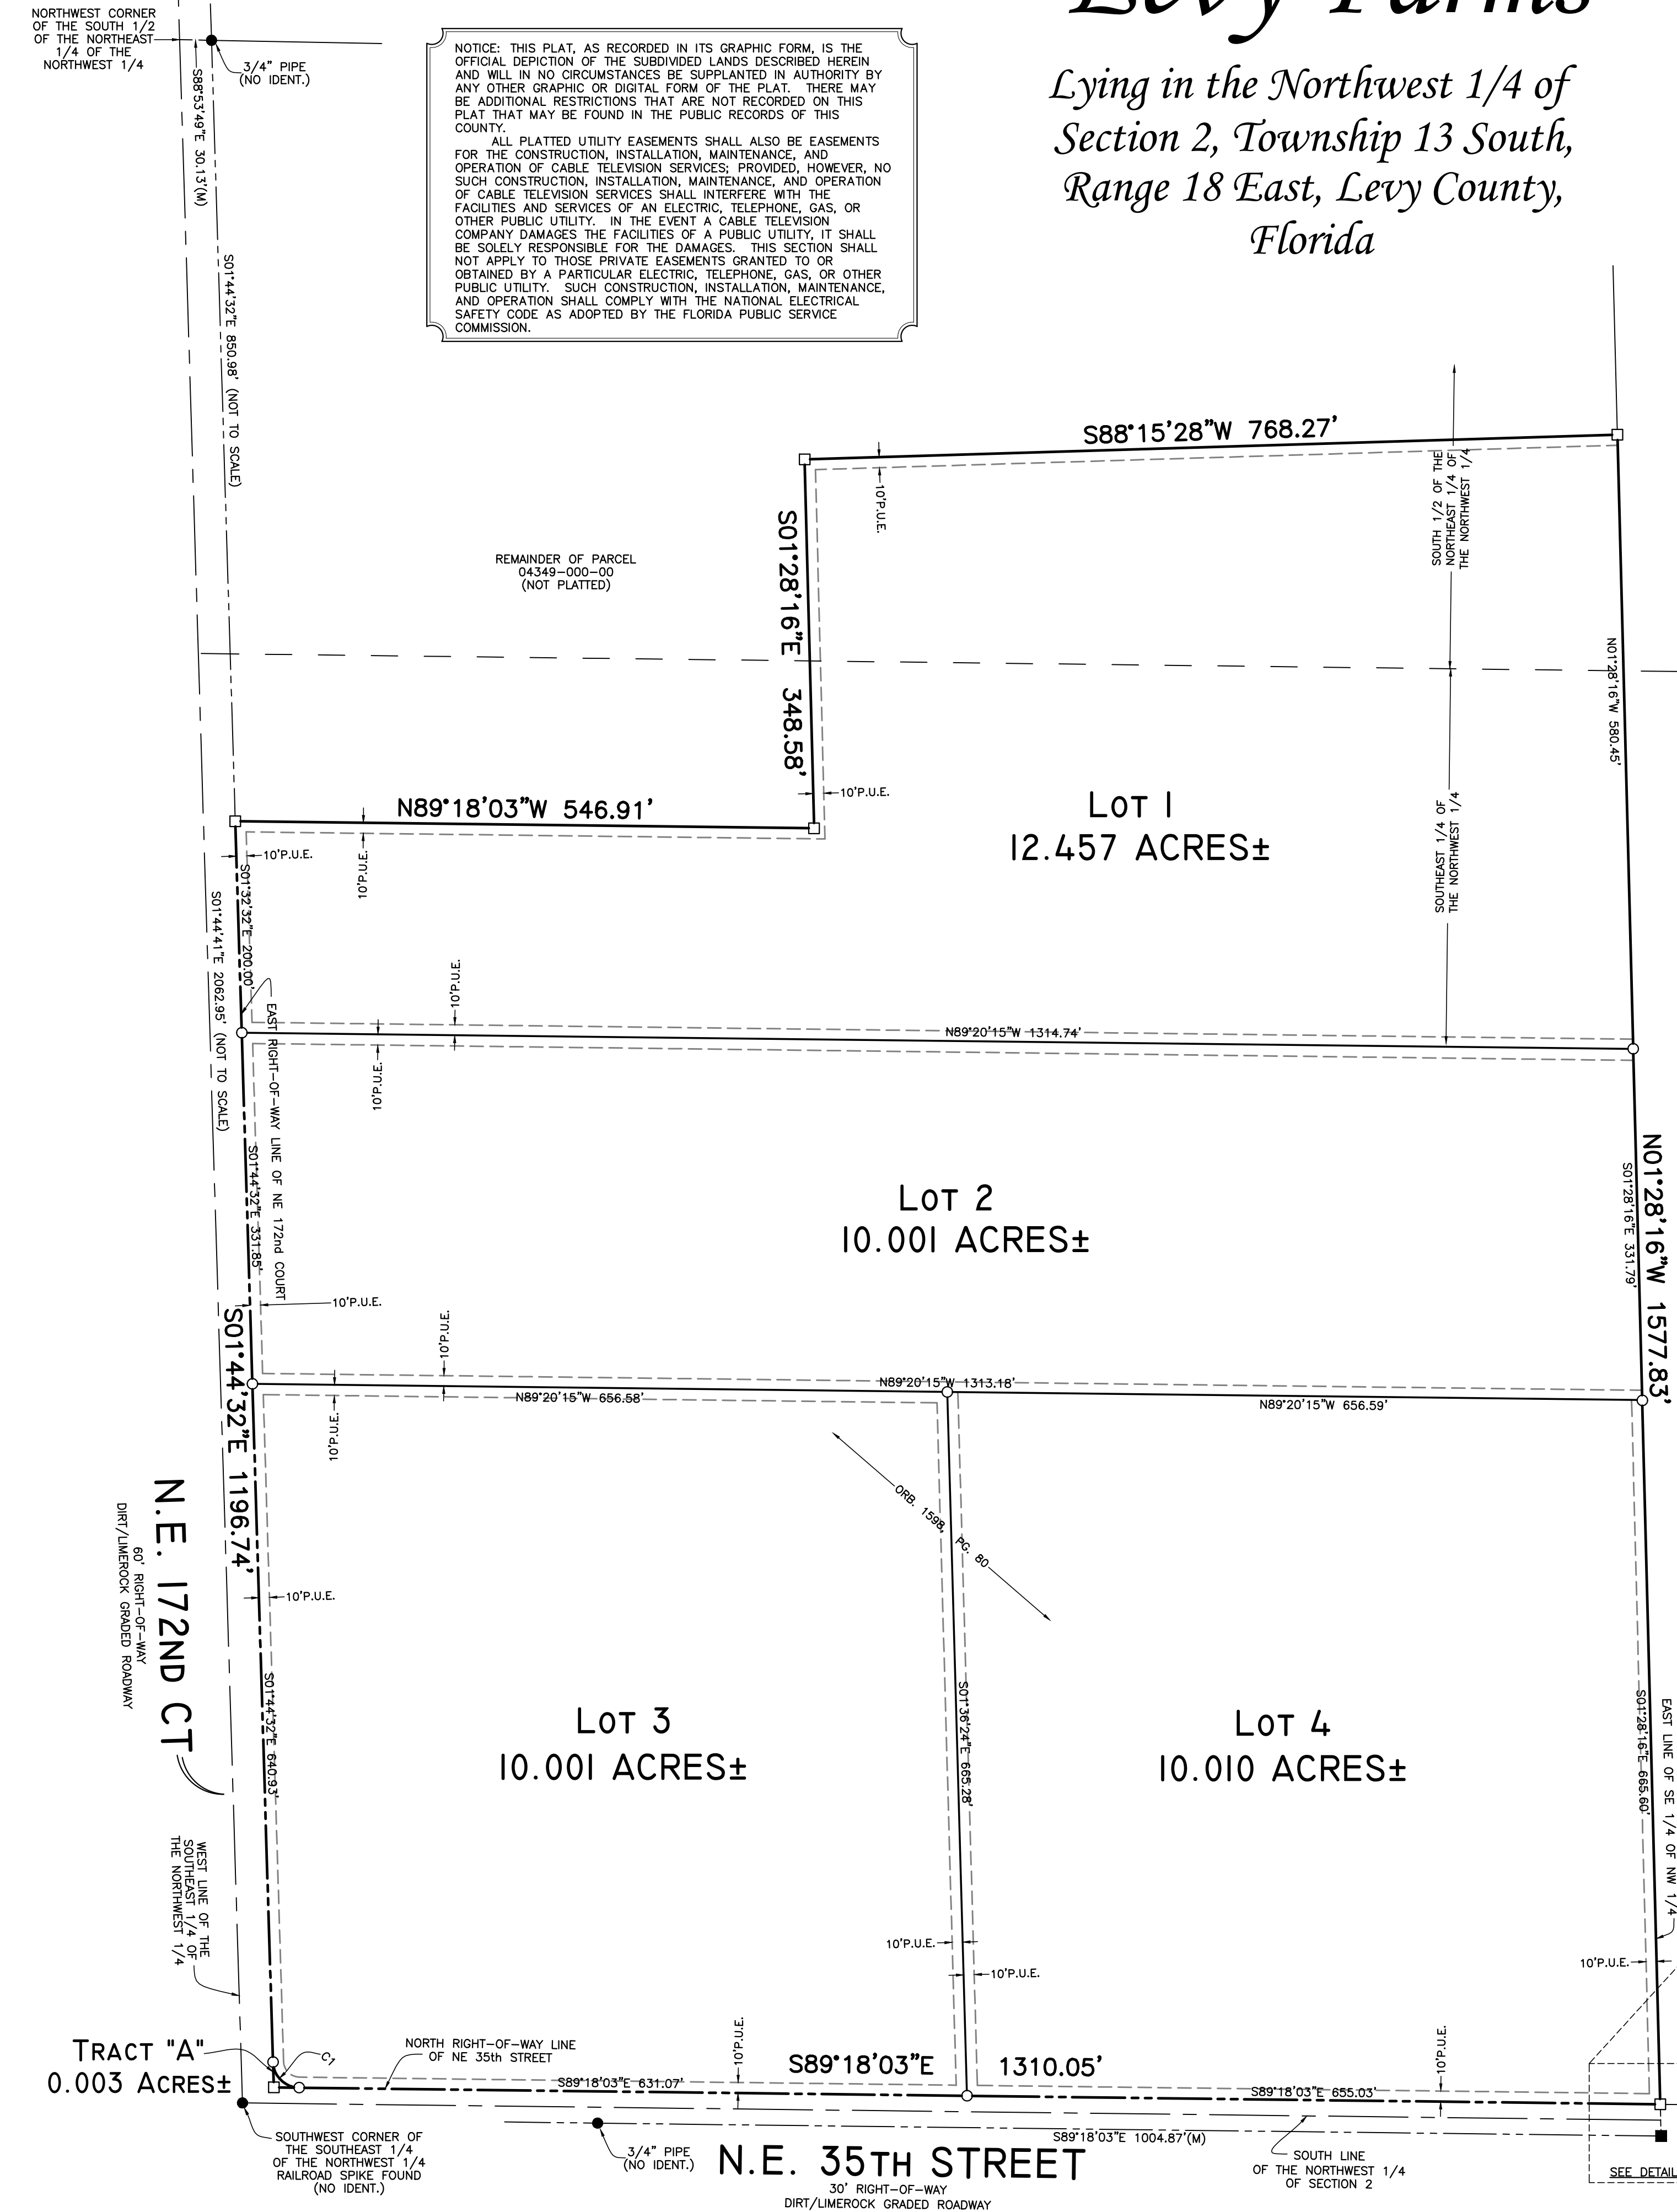 Levy Farms
Lying in the Northwest 1/4 of
Section 2, Township 13 South,
Range 18 East, Levy County,
Florida
NORTHWEST CORNER
OF THE SOUTH 1/2
OF THE NORTHEAST
1/4 OF THE
NORTHWEST 1/4
3/4" PIPE
(NO IDENT.)
S88°53'49"E 30.13'(M)
S01°44'32"E 850.98' (NOT TO SCALE)
NOTICE: THIS PLAT, AS RECORDED IN ITS GRAPHIC FORM, IS THE
OFFICIAL DEPICTION OF THE SUBDIVIDED LANDS DESCRIBED HEREIN
AND WILL IN NO CIRCUMSTANCES BE SUPPLANTED IN AUTHORITY BY
ANY OTHER GRAPHIC OR DIGITAL FORM OF THE PLAT. THERE MAY
BE ADDITIONAL RESTRICTIONS THAT ARE NOT RECORDED ON THIS
PLAT THAT MAY BE FOUND IN THE PUBLIC RECORDS OF THIS
COUNTY.
ALL PLATTED UTILITY EASEMENTS SHALL ALSO BE EASEMENTS
FOR THE CONSTRUCTION, INSTALLATION, MAINTENANCE, AND
OPERATION OF CABLE TELEVISION SERVICES; PROVIDED, HOWEVER, NO
SUCH CONSTRUCTION, INSTALLATION, MAINTENANCE, AND OPERATION
OF CABLE TELEVISION SERVICES SHALL INTERFERE WITH THE
FACILITIES AND SERVICES OF AN ELECTRIC, TELEPHONE, GAS, OR
OTHER PUBLIC UTILITY. IN THE EVENT A CABLE TELEVISION
COMPANY DAMAGES THE FACILITIES OF A PUBLIC UTILITY, IT SHALL
BE SOLELY RESPONSIBLE FOR THE DAMAGES. THIS SECTION SHALL
NOT APPLY TO THOSE PRIVATE EASEMENTS GRANTED TO OR
OBTAINED BY A PARTICULAR ELECTRIC, TELEPHONE, GAS, OR OTHER
PUBLIC UTILITY. SUCH CONSTRUCTION, INSTALLATION, MAINTENANCE,
AND OPERATION SHALL COMPLY WITH THE NATIONAL ELECTRICAL
SAFETY CODE AS ADOPTED BY THE FLORIDA PUBLIC SERVICE
COMMISSION.
S88°15'28"W 768.27'
10'P.U.E.
SOUTH 1/2 OF THE
NORTHEAST 1/4 OF
THE NORTHWEST 1/4
S01°28'16"E 348.58'
REMAINDER OF PARCEL
04349-000-00
(NOT PLATTED)
N01°28'16"W 580.45'
10'P.U.E.
N89°18'03"W 546.91'
LOT 1
12.457 ACRES±
SOUTHEAST 1/4 OF
THE NORTHWEST 1/4
10'P.U.E.
10'P.U.E.
S01°32'32"E 200.00'
S01°44'41"E 2062.95' (NOT TO SCALE)
10'P.U.E.
N89°20'15"W 1314.74'
10'P.U.E.
EAST RIGHT-OF-WAY LINE OF NE 172nd COURT
S01°44'32"E 331.85'
LOT 2
10.001 ACRES±
S01°28'16"E 331.79'
N01°28'16"W 1577.83'
10'P.U.E.
10'P.U.E.
S01°44'32"E 1196.74'
N89°20'15"W 1313.18'
N89°20'15"W 656.58'
N89°20'15"W 656.59'
10'P.U.E.
ORB. 1598, PG. 80
N.E. 172ND CT
60' RIGHT-OF-WAY
DIRT/LIMEROCK GRADED ROADWAY
10'P.U.E.
S01°44'32"E 640.93'
LOT 3
10.001 ACRES±
S01°36'24"E 665.28'
LOT 4
10.010 ACRES±
S01°28'16"E 665.60'
EAST LINE OF SE 1/4 OF NW 1/4
WEST LINE OF THE
SOUTHEAST 1/4 OF
THE NORTHWEST 1/4
10'P.U.E.
10'P.U.E.
10'P.U.E.
TRACT "A"
0.003 ACRES±
C1
NORTH RIGHT-OF-WAY LINE
OF NE 35th STREET
10'P.U.E.
S89°18'03"E 1310.05'
10'P.U.E.
S89°18'03"E 631.07'
S89°18'03"E 655.03'
SOUTHWEST CORNER OF
THE SOUTHEAST 1/4
OF THE NORTHWEST 1/4
RAILROAD SPIKE FOUND
(NO IDENT.)
3/4" PIPE
(NO IDENT.)
S89°18'03"E 1004.87'(M)
N.E. 35TH STREET
30' RIGHT-OF-WAY
DIRT/LIMEROCK GRADED ROADWAY
SOUTH LINE
OF THE NORTHWEST 1/4
OF SECTION 2
SEE DETAIL